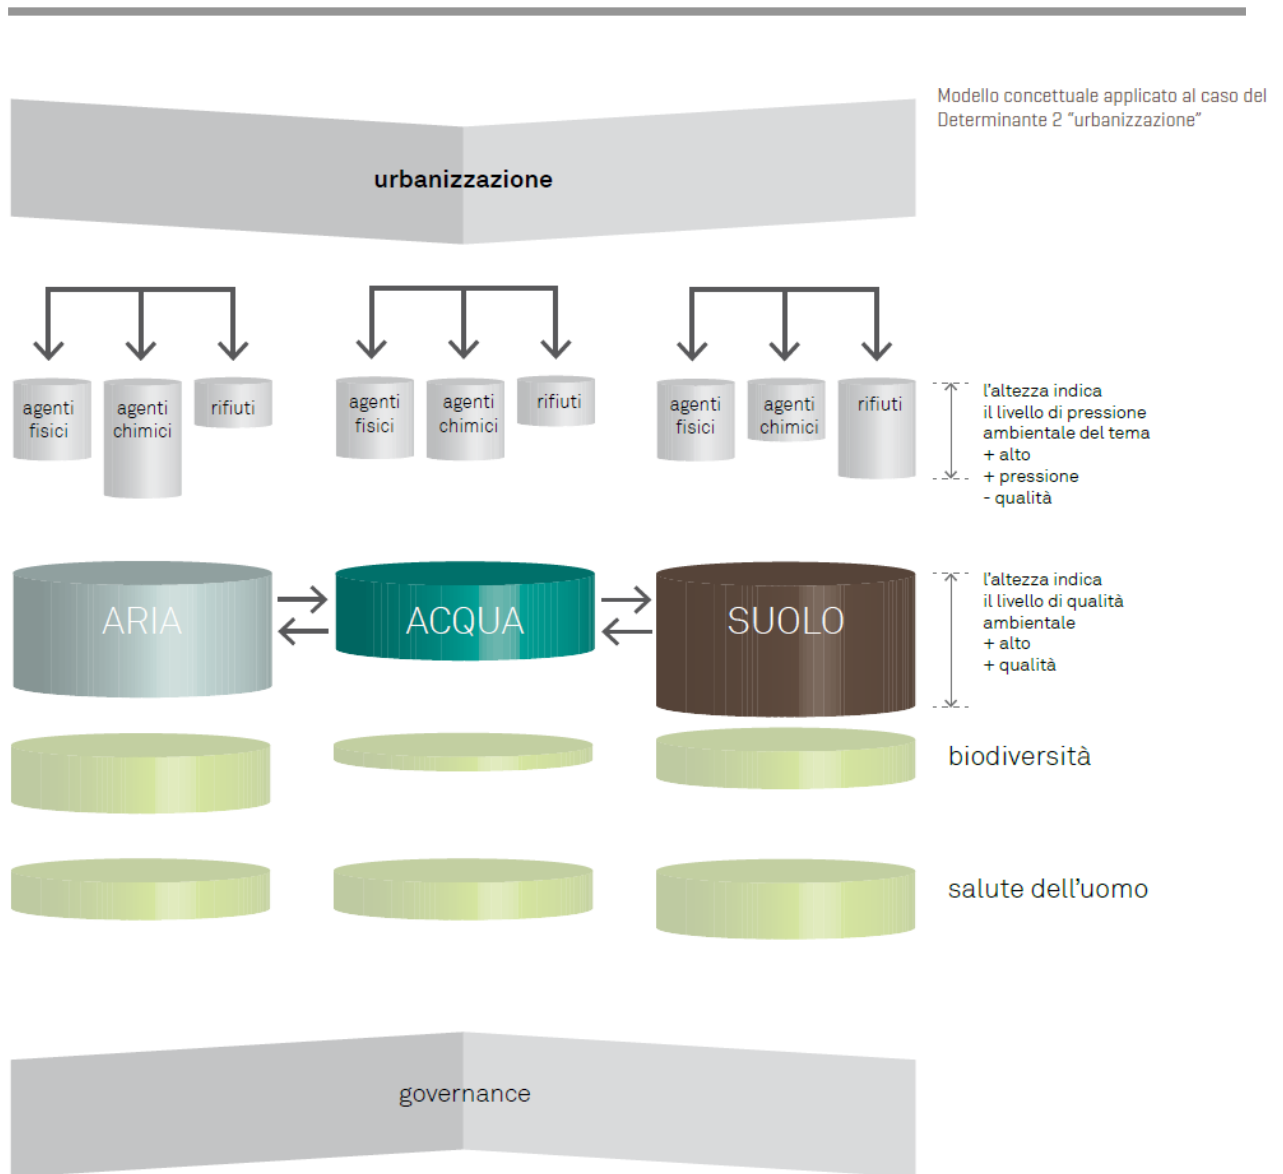 Modello concettuale applicato al caso del
Determinante 2 “urbanizzazione”
urbanizzazione
agenti
fisici
agenti
chimici
rifiuti
agenti
fisici
agenti
chimici
rifiuti
agenti
fisici
agenti
chimici
rifiuti
l'altezza indica
il livello di pressione
ambientale del tema
+ alto
+ pressione
- qualità
ARIA
ACQUA
SUOLO
l'altezza indica
il livello di qualità
ambientale
+ alto
+ qualità
biodiversità
salute dell'uomo
governance